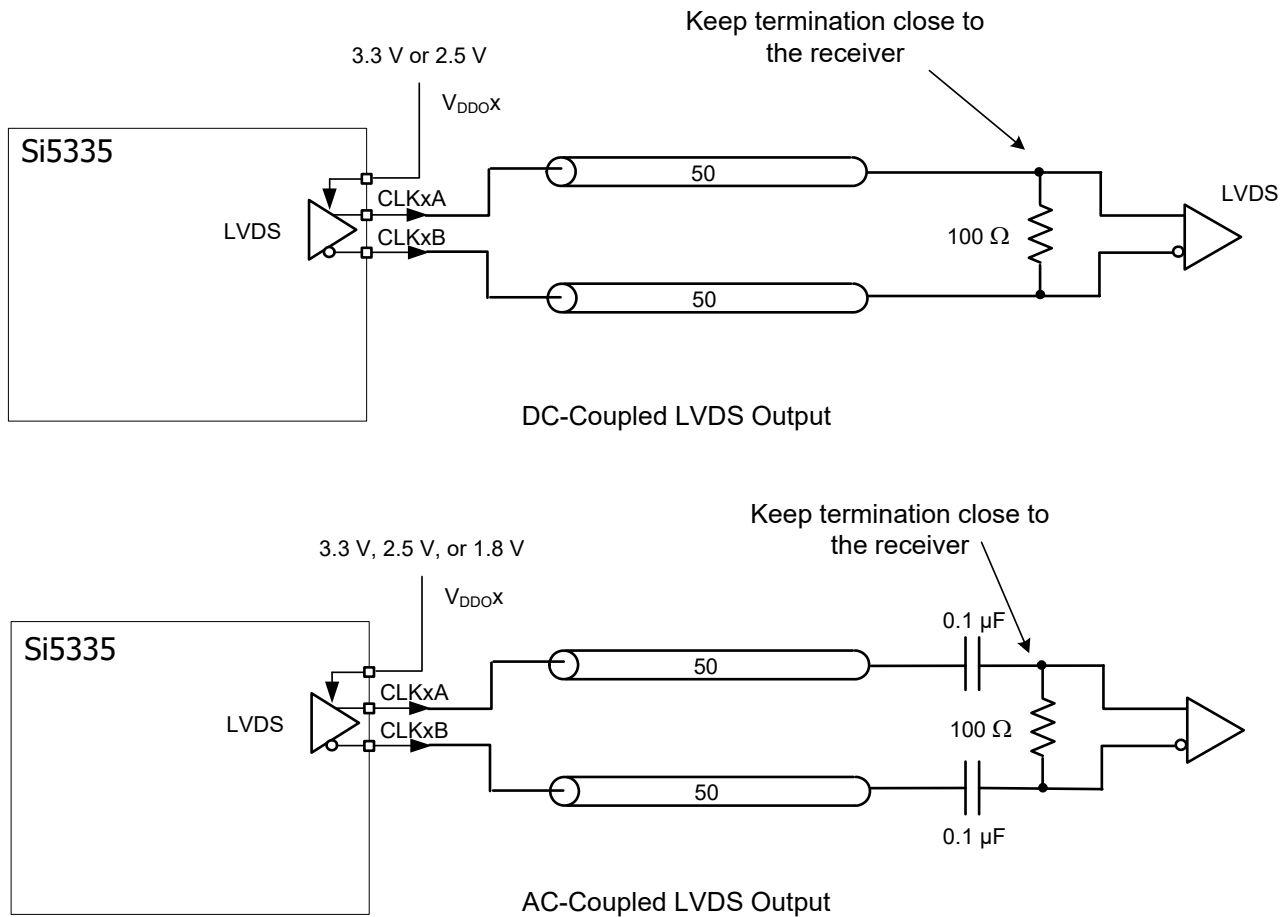 Keep termination close to
the receiver
3.3 V or 2.5 V
VDDOx
Si5335
CLKxA
LVDS
CLKxB
50
50
100 Ω
LVDS
DC-Coupled LVDS Output
Keep termination close to
the receiver
3.3 V, 2.5 V, or 1.8 V
VDDOx
Si5335
CLKxA
LVDS
CLKxB
50
50
0.1 µF
100 Ω
0.1 µF
AC-Coupled LVDS Output